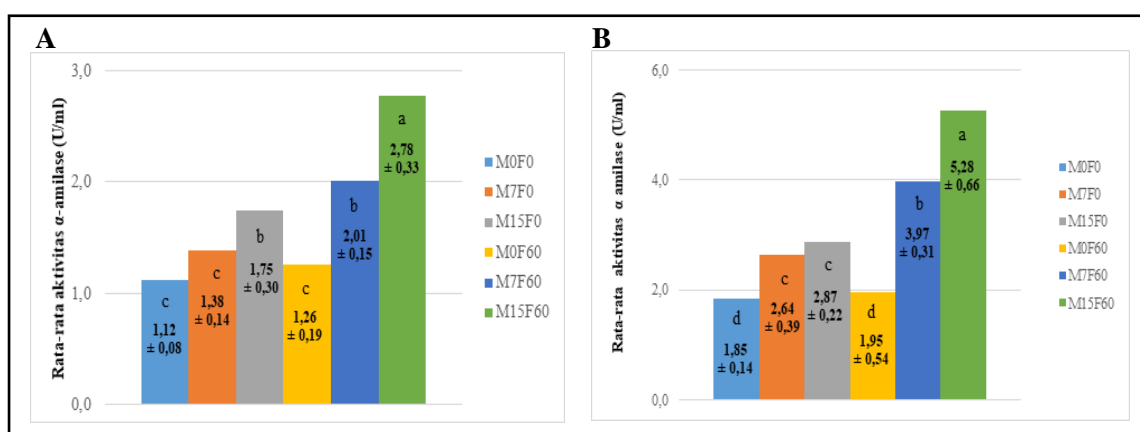 A
Rata-rata aktivitas α-amilase (U/ml)
3,0
2,0
1,0
0,0
c
1,12
± 0,08
c
1,38
± 0,14
b
1,75
± 0,30
c
1,26
± 0,19
b
2,01
± 0,15
a
2,78
± 0,33
M0F0
M7F0
M15F0
M0F60
M7F60
M15F60
B
Rata-rata aktivitas α amilase (U/ml)
6,0
4,0
2,0
0,0
d
1,85
± 0,14
c
2,64
± 0,39
c
2,87
± 0,22
d
1,95
± 0,54
b
3,97
± 0,31
a
5,28
± 0,66
M0F0
M7F0
M15F0
M0F60
M7F60
M15F60